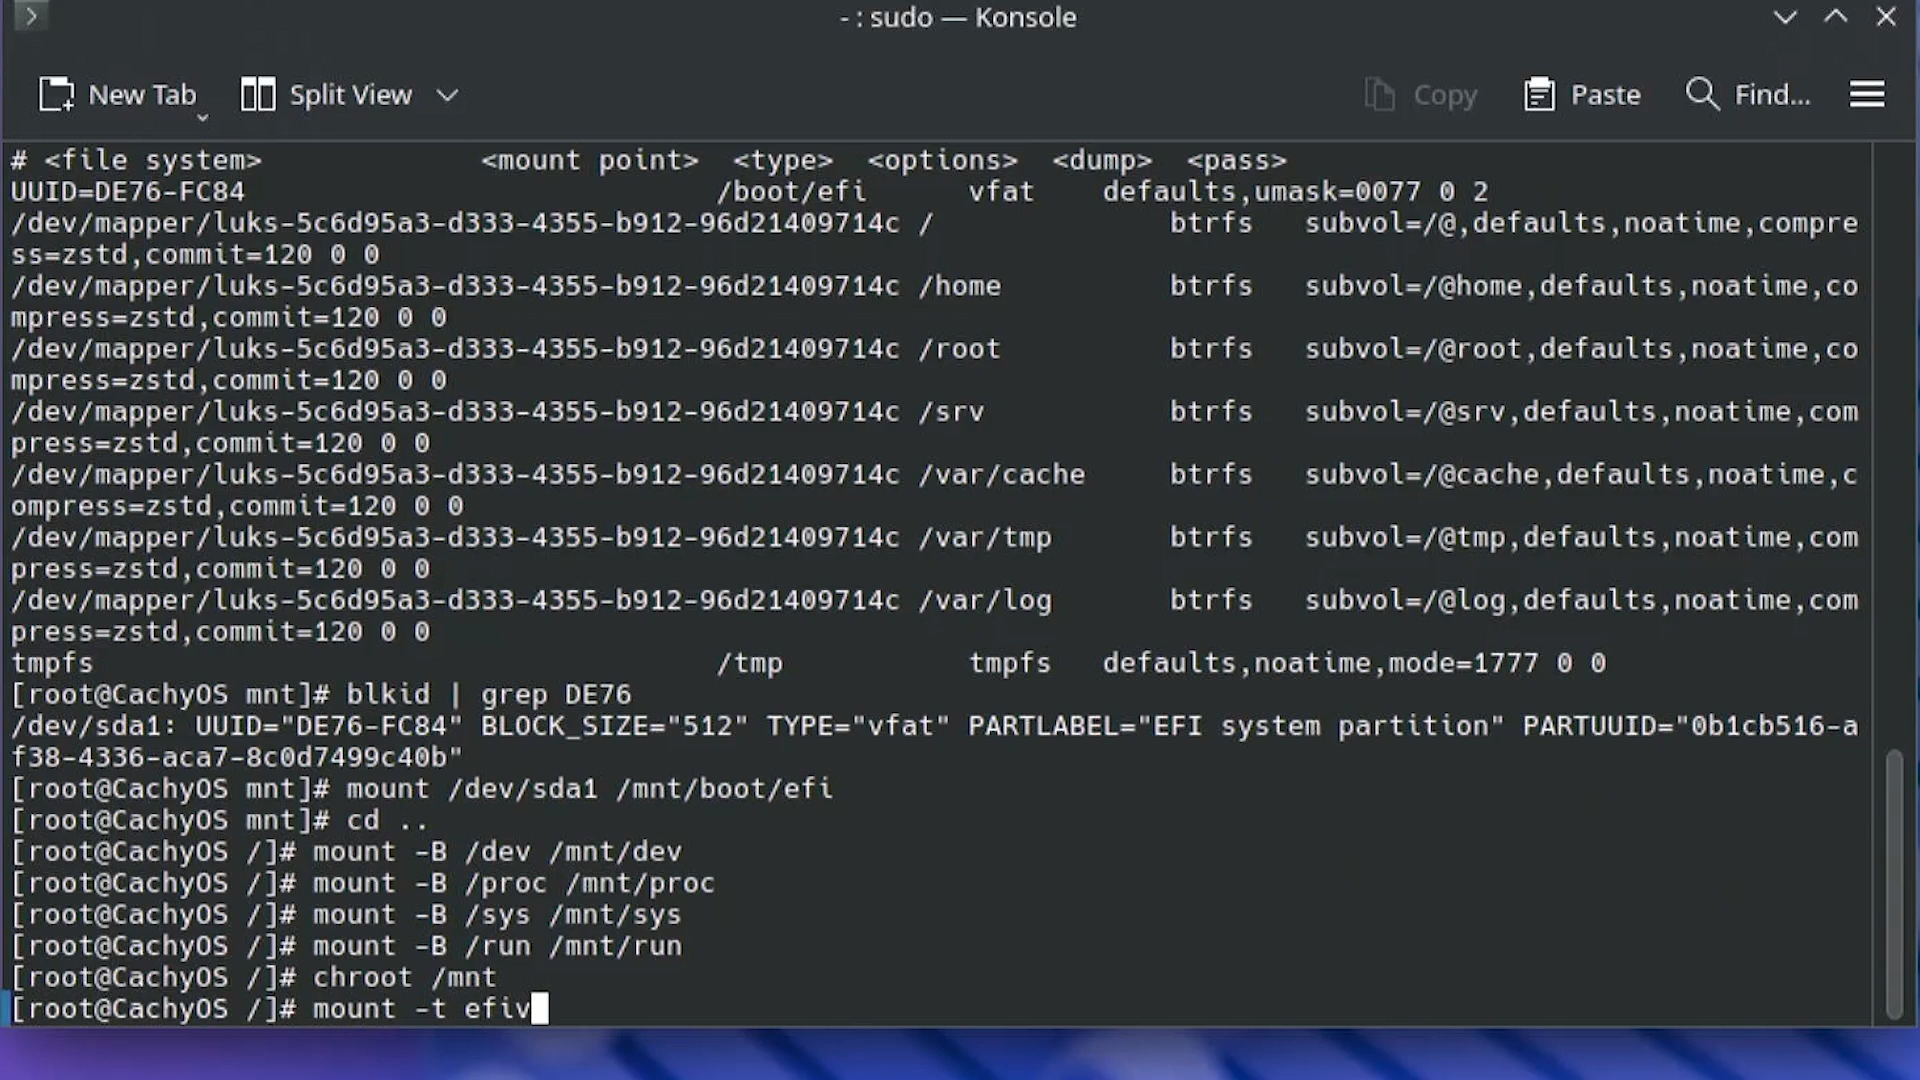 - : sudo — Konsole
New Tab Split View Copy Paste Find...
# <file system> <mount point> <type> <options> <dump> <pass>
UUID=DE76-FC84 /boot/efi vfat defaults,umask=0077 0 2
/dev/mapper/luks-5c6d95a3-d333-4355-b912-96d21409714c / btrfs subvol=/@,defaults,noatime,compre
ss=zstd,commit=120 0 0
/dev/mapper/luks-5c6d95a3-d333-4355-b912-96d21409714c /home btrfs subvol=/@home,defaults,noatime,co
mpress=zstd,commit=120 0 0
/dev/mapper/luks-5c6d95a3-d333-4355-b912-96d21409714c /root btrfs subvol=/@root,defaults,noatime,co
mpress=zstd,commit=120 0 0
/dev/mapper/luks-5c6d95a3-d333-4355-b912-96d21409714c /srv btrfs subvol=/@srv,defaults,noatime,com
press=zstd,commit=120 0 0
/dev/mapper/luks-5c6d95a3-d333-4355-b912-96d21409714c /var/cache btrfs subvol=/@cache,defaults,noatime,c
ompress=zstd,commit=120 0 0
/dev/mapper/luks-5c6d95a3-d333-4355-b912-96d21409714c /var/tmp btrfs subvol=/@tmp,defaults,noatime,com
press=zstd,commit=120 0 0
/dev/mapper/luks-5c6d95a3-d333-4355-b912-96d21409714c /var/log btrfs subvol=/@log,defaults,noatime,com
press=zstd,commit=120 0 0
tmpfs /tmp tmpfs defaults,noatime,mode=1777 0 0
[root@CachyOS mnt]# blkid | grep DE76
/dev/sda1: UUID="DE76-FC84" BLOCK_SIZE="512" TYPE="vfat" PARTLABEL="EFI system partition" PARTUUID="0b1cb516-a
f38-4336-aca7-8c0d7499c40b"
[root@CachyOS mnt]# mount /dev/sda1 /mnt/boot/efi
[root@CachyOS mnt]# cd ..
[root@CachyOS /]# mount -B /dev /mnt/dev
[root@CachyOS /]# mount -B /proc /mnt/proc
[root@CachyOS /]# mount -B /sys /mnt/sys
[root@CachyOS /]# mount -B /run /mnt/run
[root@CachyOS /]# chroot /mnt
[root@CachyOS /]# mount -t efiv